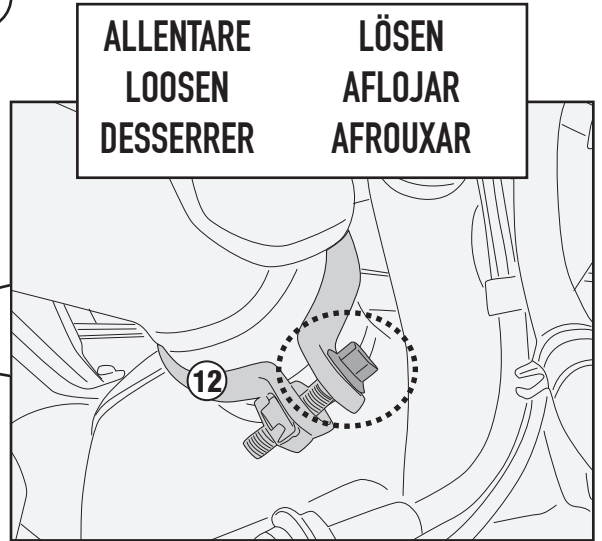 ALLENTARE
LOOSEN
DESSERRER
LÖSEN
AFLOJAR
AFROUXAR
12